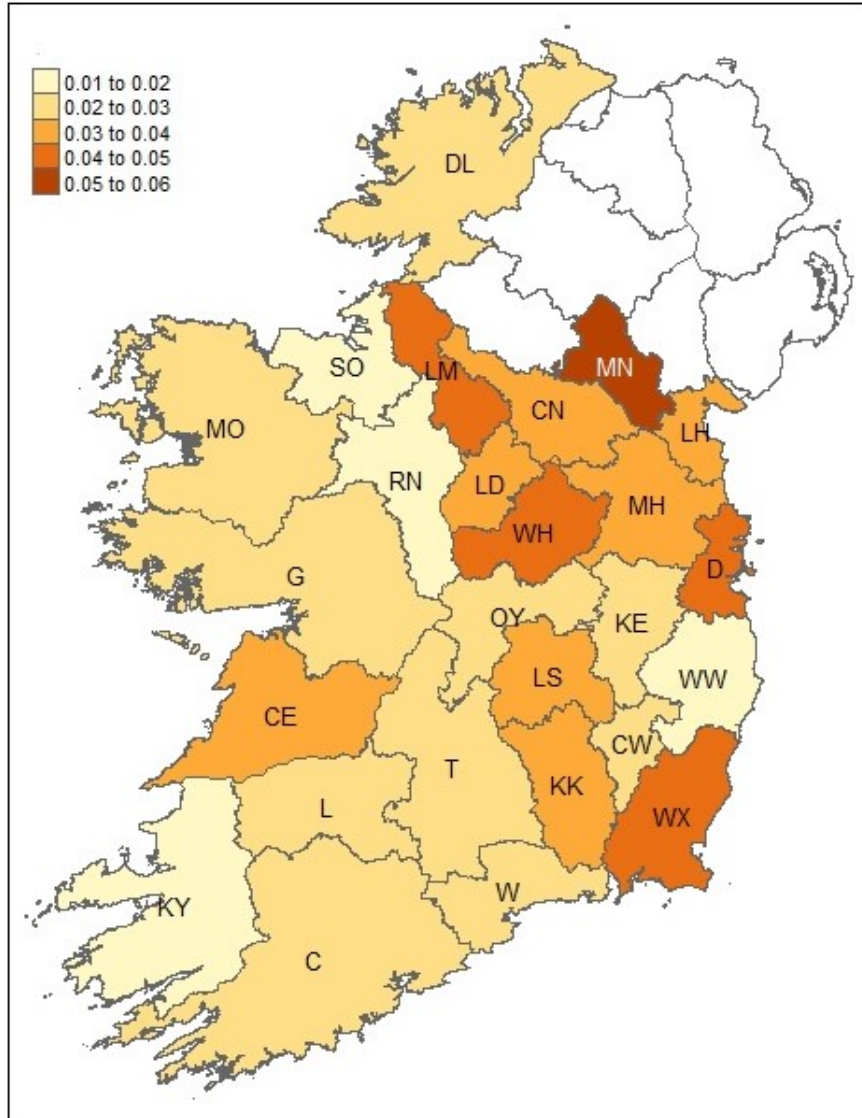 0.01 to 0.02
0.02 to 0.03
0.03 to 0.04
0.04 to 0.05
0.05 to 0.06
DL
SO
LM
MN
CN
LH
MO
RN
LD
MH
WH
D
G
OY
KE
LS
WW
CE
CW
T
KK
L
WX
W
KY
C